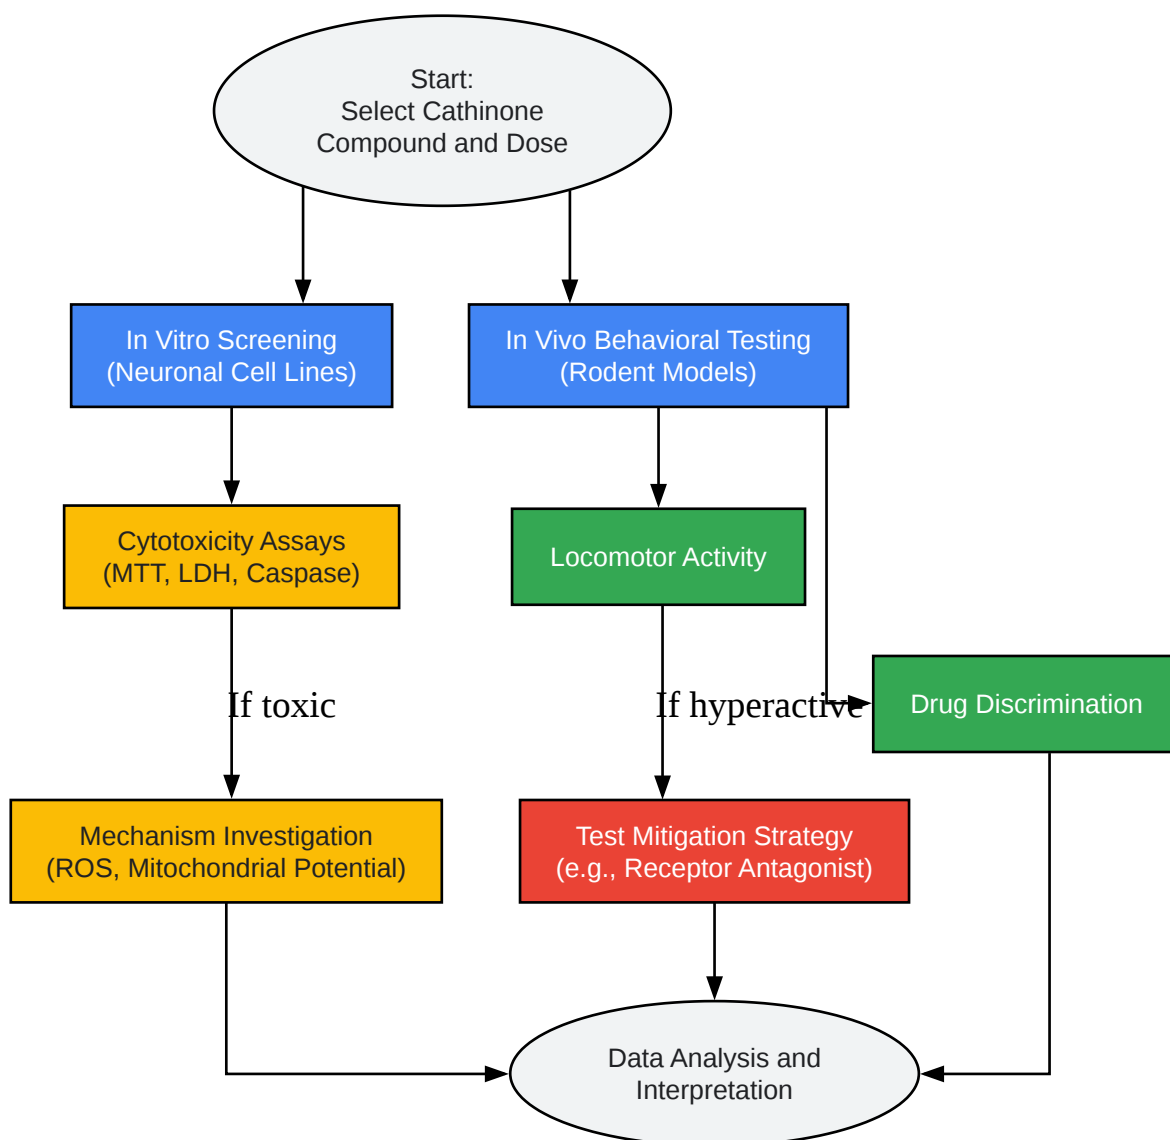 Start:
Select Cathinone
Compound and Dose
In Vitro Screening
(Neuronal Cell Lines)
In Vivo Behavioral Testing
(Rodent Models)
Cytotoxicity Assays
(MTT, LDH, Caspase)
Locomotor Activity
If toxic
If hyperactive
Drug Discrimination
Mechanism Investigation
(ROS, Mitochondrial Potential)
Test Mitigation Strategy
(e.g., Receptor Antagonist)
Data Analysis and
Interpretation